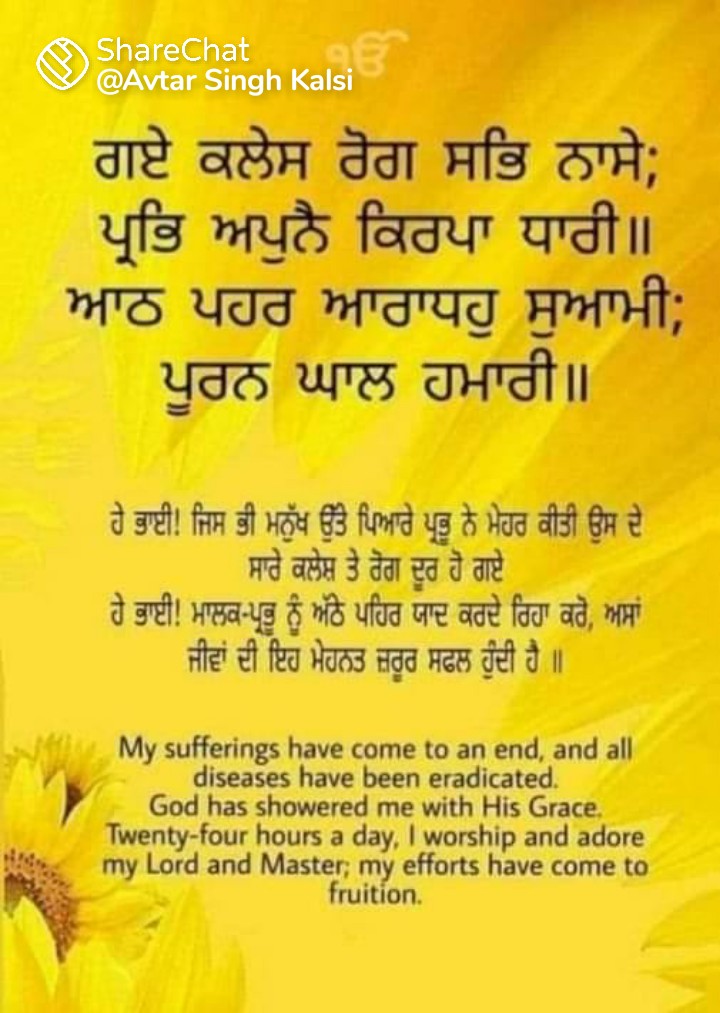 ShareChat
@Avtar Singh Kalsi
ੴ
ਗਏ ਕਲੇਸ ਰੋਗ ਸਭਿ ਨਾਸੇ;
ਪ੍ਰਭਿ ਅਪੁਨੈ ਕਿਰਪਾ ਧਾਰੀ॥
ਆਠ ਪਹਰ ਆਰਾਧਹੁ ਸੁਆਮੀ;
ਪੂਰਨ ਘਾਲ ਹਮਾਰੀ॥
ਹੇ ਭਾਈ! ਜਿਸ ਭੀ ਮਨੁੱਖ ਉੱਤੇ ਪਿਆਰੇ ਪ੍ਰਭੂ ਨੇ ਮੇਹਰ ਕੀਤੀ ਉਸ ਦੇ
ਸਾਰੇ ਕਲੇਸ਼ ਤੇ ਰੋਗ ਦੂਰ ਹੋ ਗਏ
ਹੇ ਭਾਈ! ਮਾਲਕ-ਪ੍ਰਭੂ ਨੂੰ ਅੱਠੇ ਪਹਿਰ ਯਾਦ ਕਰਦੇ ਰਿਹਾ ਕਰੋ, ਅਸਾਂ
ਜੀਵਾਂ ਦੀ ਇਹ ਮੇਹਨਤ ਜ਼ਰੂਰ ਸਫਲ ਹੁੰਦੀ ਹੈ ॥
My sufferings have come to an end, and all
diseases have been eradicated.
God has showered me with His Grace.
Twenty-four hours a day, I worship and adore
my Lord and Master; my efforts have come to
fruition.